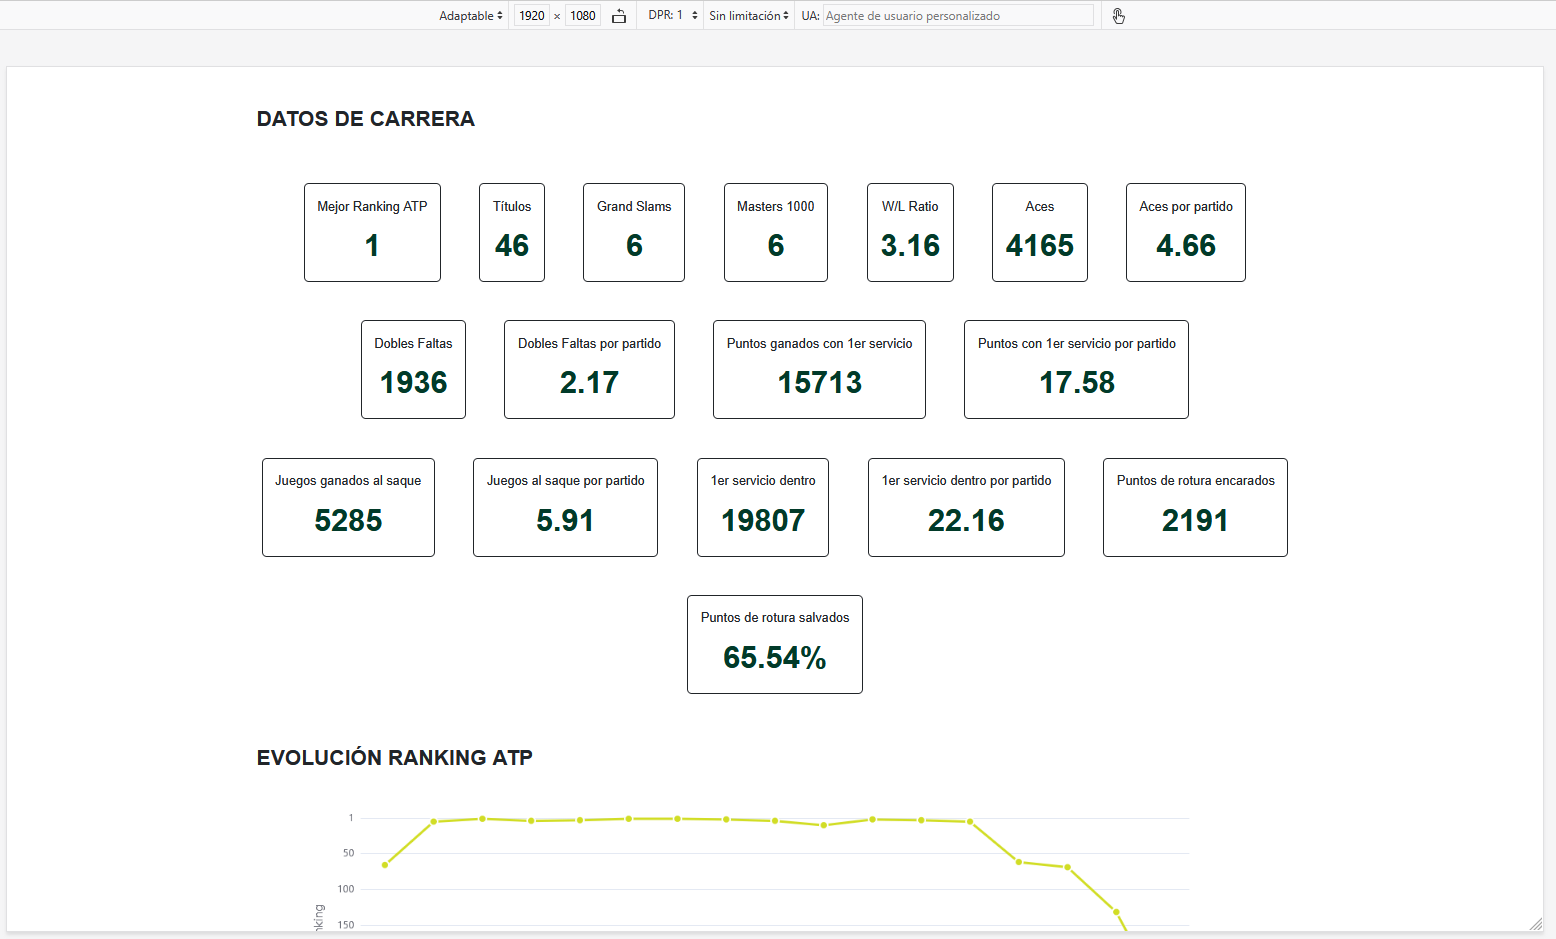 Adaptable 1920 × 1080 DPR: 1 Sin limitación UA: Agente de usuario personalizado
DATOS DE CARRERA
Mejor Ranking ATP Títulos Grand Slams Masters 1000 W/L Ratio Aces Aces por partido
1 46 6 6 3.16 4165 4.66
Dobles Faltas Dobles Faltas por partido Puntos ganados con 1er servicio Puntos con 1er servicio por partido
1936 2.17 15713 17.58
Juegos ganados al saque Juegos al saque por partido 1er servicio dentro 1er servicio dentro por partido Puntos de rotura encarados
5285 5.91 19807 22.16 2191
Puntos de rotura salvados
65.54%
EVOLUCIÓN RANKING ATP
1
50
100
150